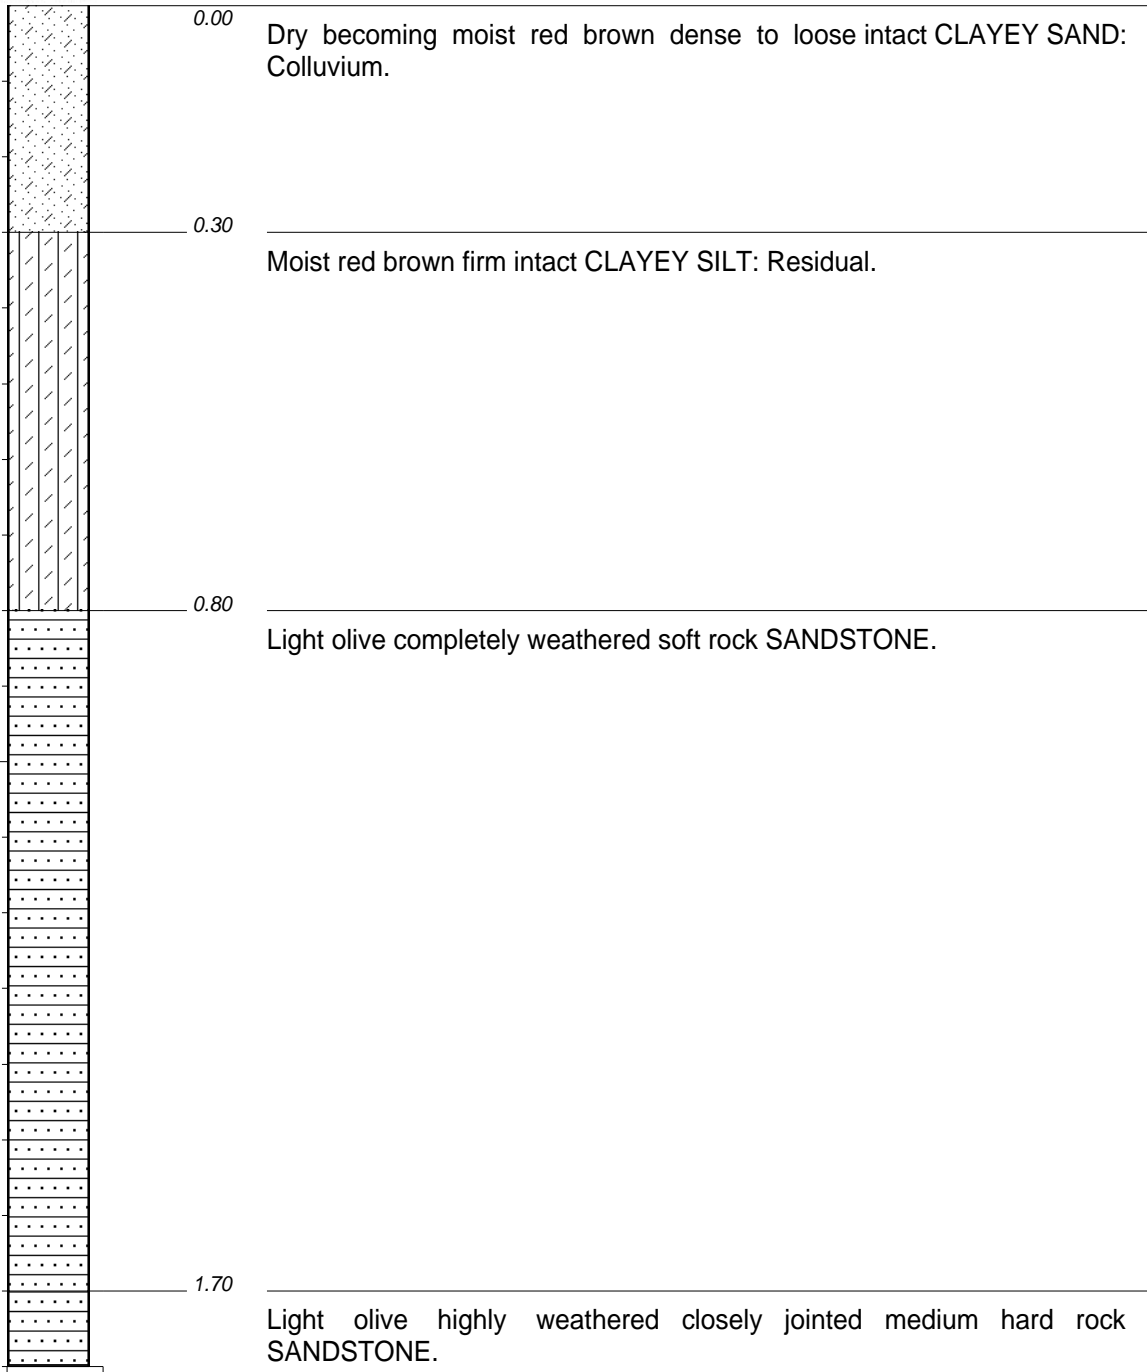 0.00
Dry becoming moist red brown dense to loose intact CLAYEY SAND:
Colluvium.
0.30
Moist red brown firm intact CLAYEY SILT: Residual.
0.80
Light olive completely weathered soft rock SANDSTONE.
1.70
Light olive highly weathered closely jointed medium hard rock
SANDSTONE.